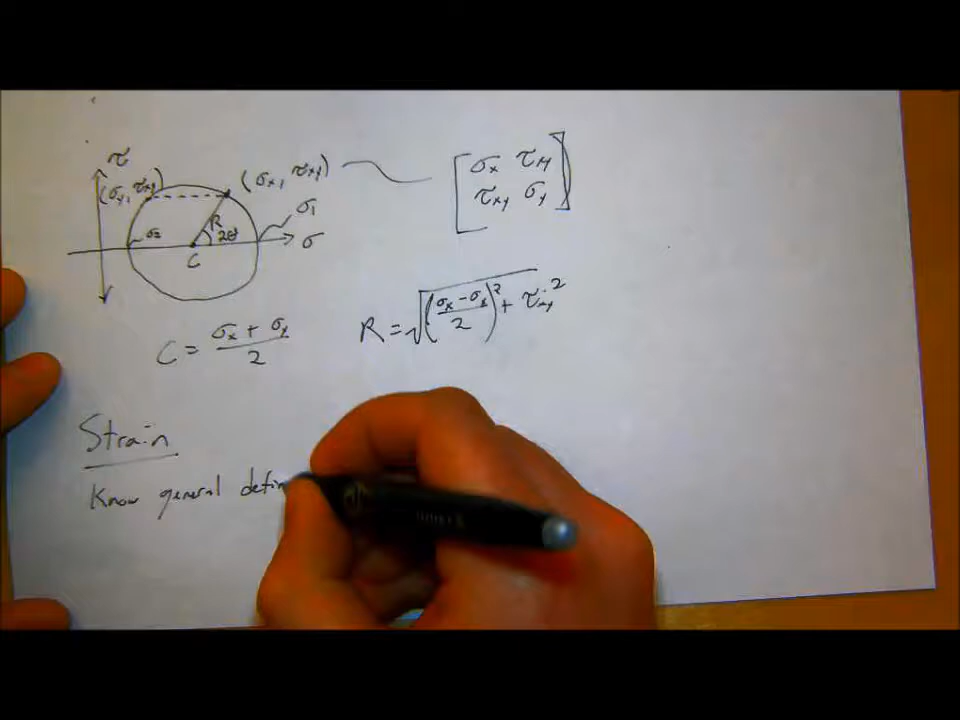 τ
(σy, τxy)
(σx, τxy)
σ1
σ2
R
2θ
σ
C
[σx τxy
τxy σy]
C = σx + σy / 2
R = √((σx - σy / 2)² + τxy²)
Strain
Know general defin